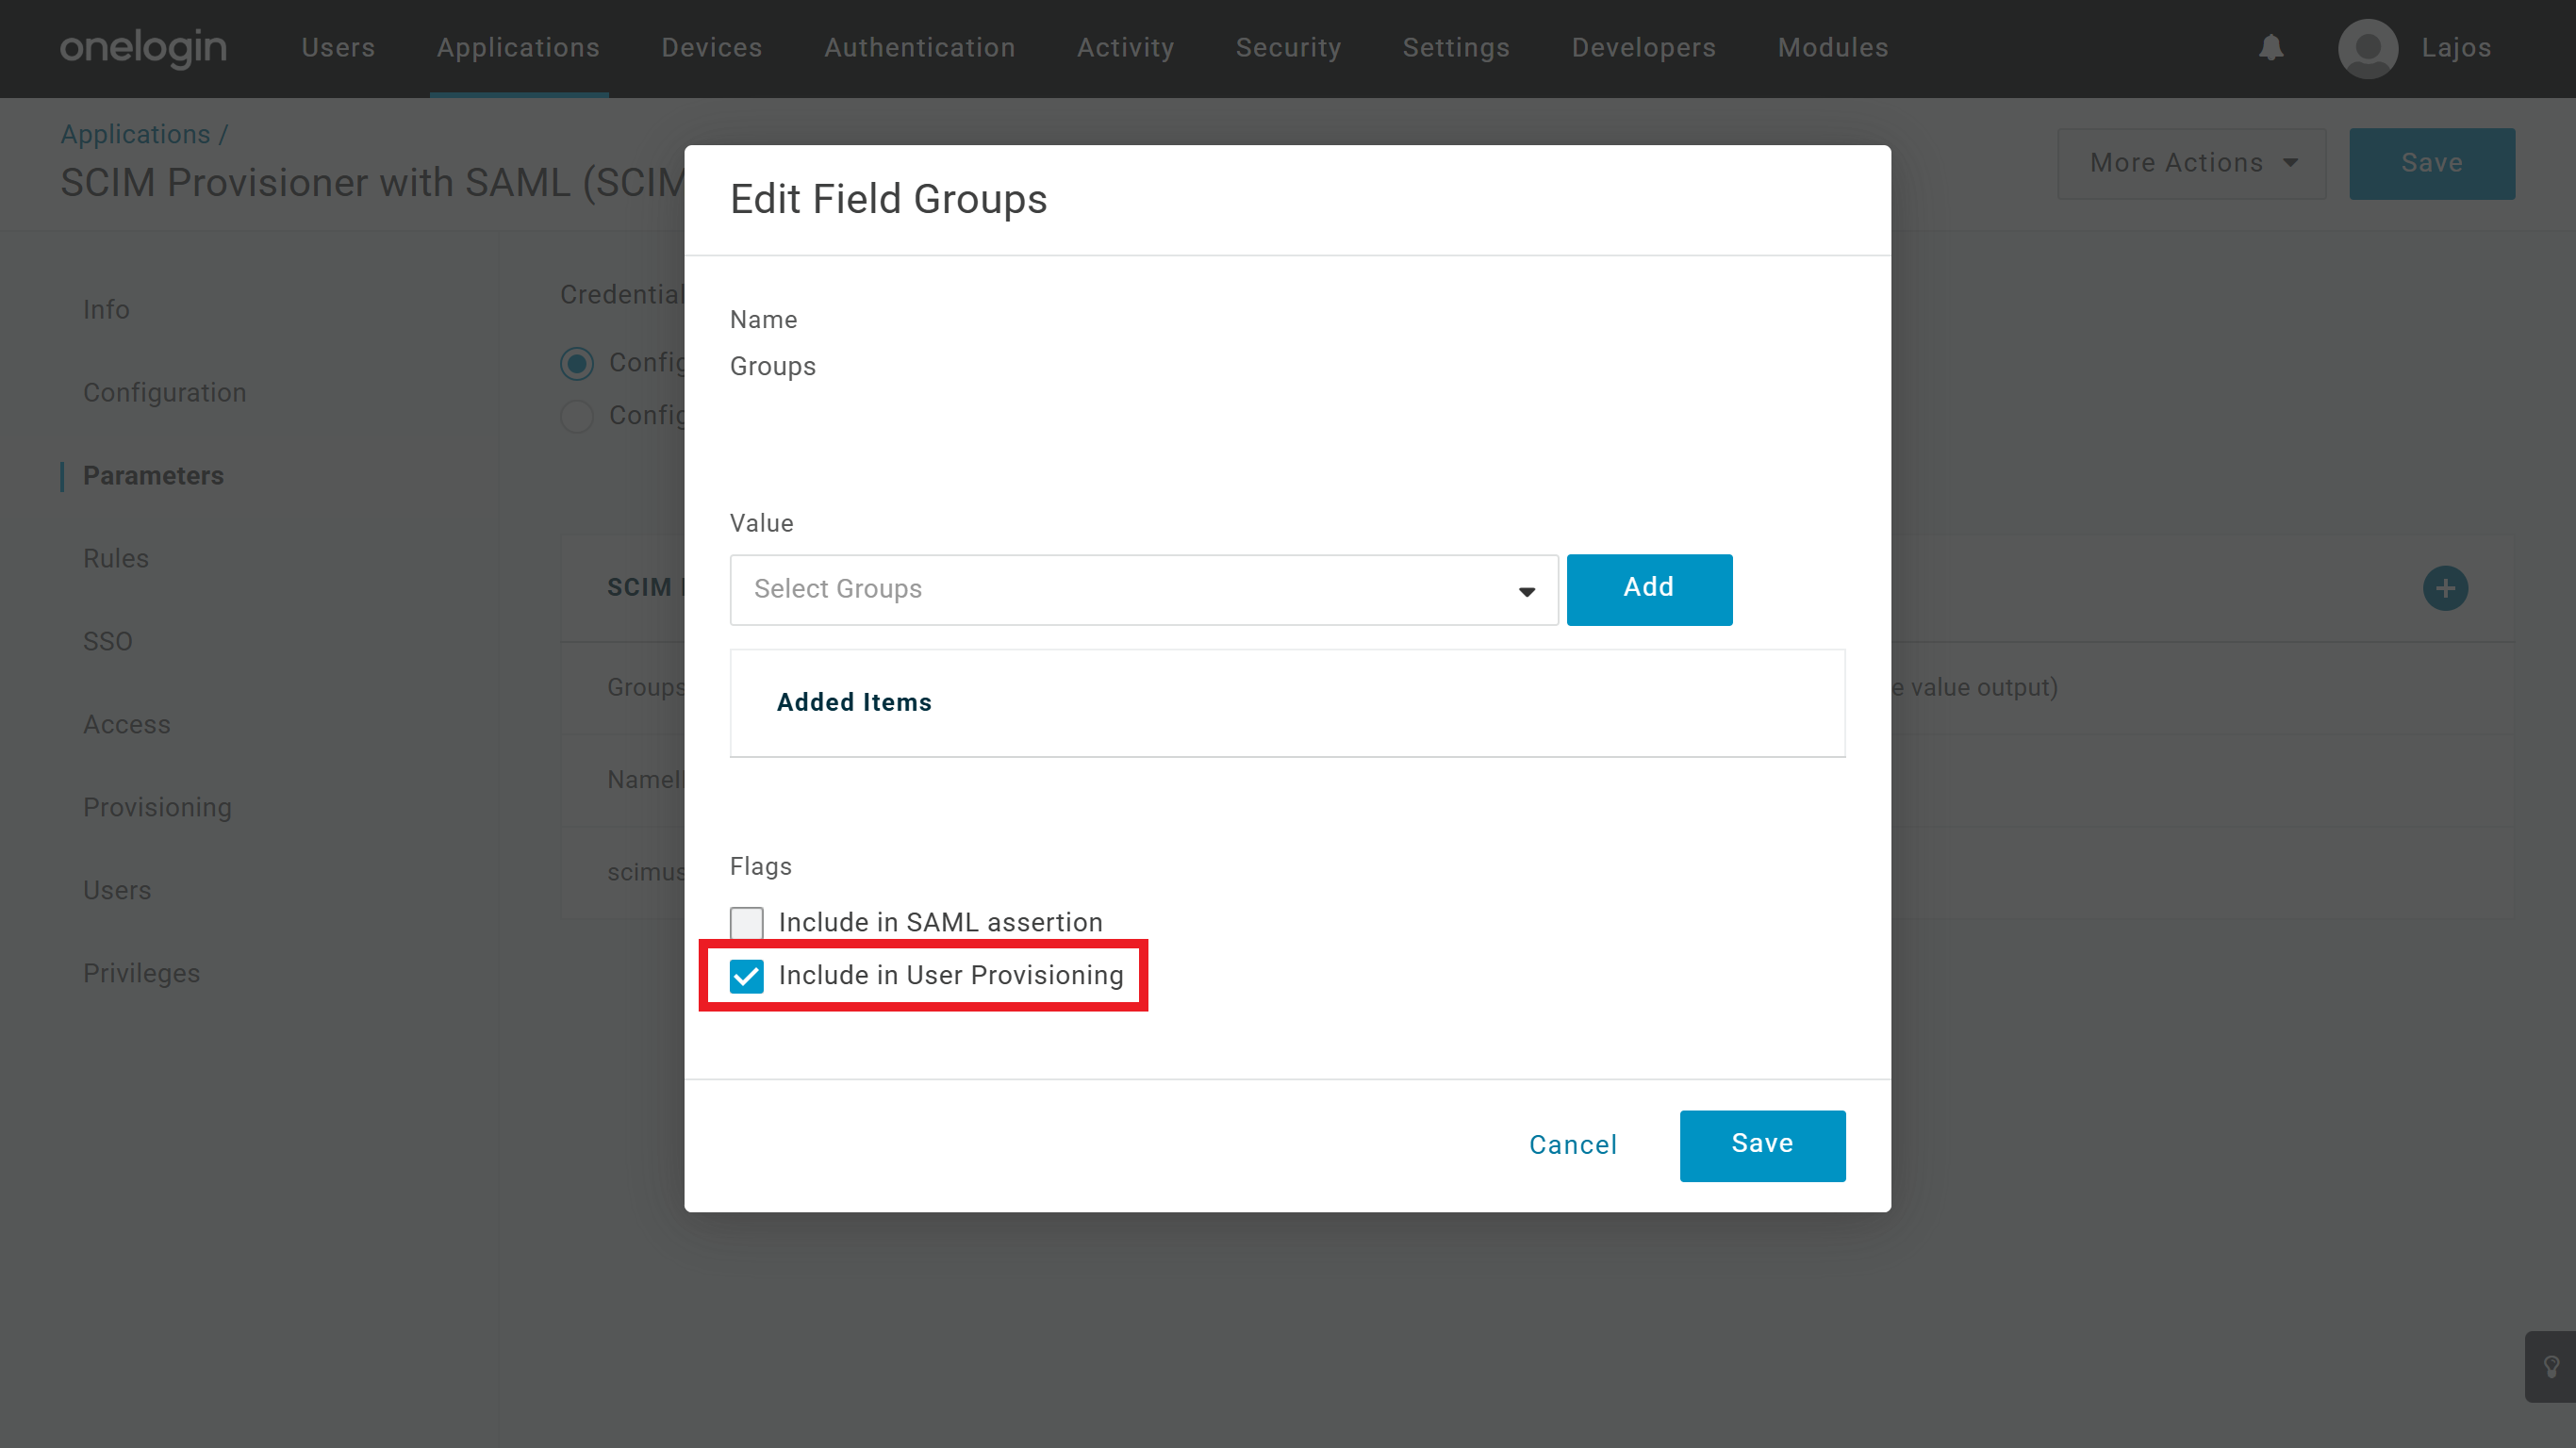 onelogin Users Applications Devices Authentication Activity Security Settings Developers Modules Lajos
Applications /
SCIM Provisioner with SAML (SCIM
More Actions
Save
Info
Configuration
Parameters
Rules
SSO
Access
Provisioning
Users
Privileges
Credential
Config
Config
SCIM
Groups
e value output)
scimus
Edit Field Groups
Name
Groups
Value
Select Groups
Add
Added Items
Flags
Include in SAML assertion
Include in User Provisioning
Cancel
Save